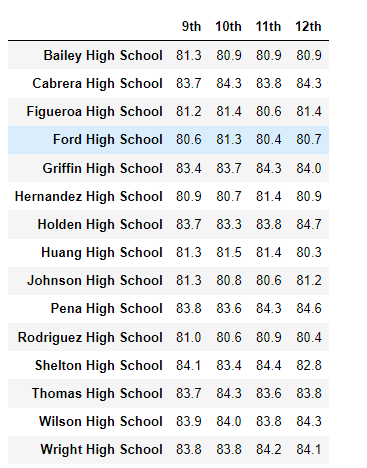 9th 10th 11th 12th
Bailey High School 81.3 80.9 80.9 80.9
Cabrera High School 83.7 84.3 83.8 84.3
Figueroa High School 81.2 81.4 80.6 81.4
Ford High School 80.6 81.3 80.4 80.7
Griffin High School 83.4 83.7 84.3 84.0
Hernandez High School 80.9 80.7 81.4 80.9
Holden High School 83.7 83.3 83.8 84.7
Huang High School 81.3 81.5 81.4 80.3
Johnson High School 81.3 80.8 80.6 81.2
Pena High School 83.8 83.6 84.3 84.6
Rodriguez High School 81.0 80.6 80.9 80.4
Shelton High School 84.1 83.4 84.4 82.8
Thomas High School 83.7 84.3 83.6 83.8
Wilson High School 83.9 84.0 83.8 84.3
Wright High School 83.8 83.8 84.2 84.1